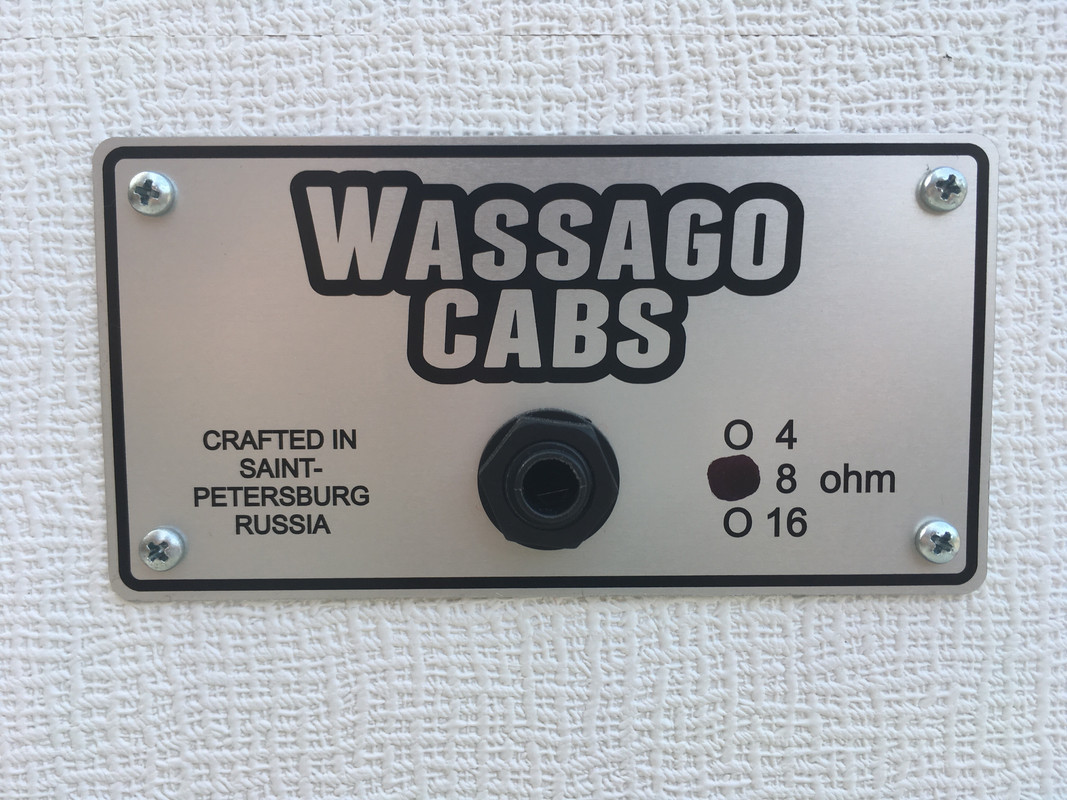 WASSAGO
CABS
CRAFTED IN
SAINT-
PETERSBURG
RUSSIA
O 4
8 ohm
O 16